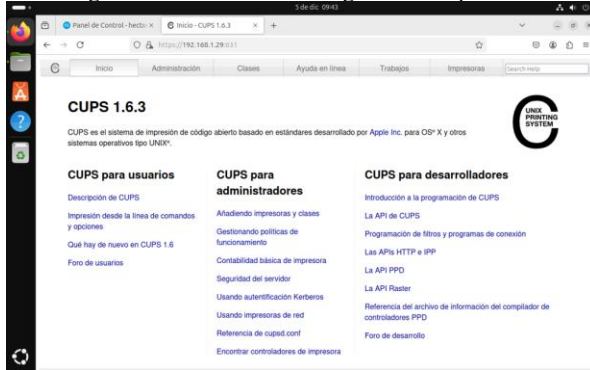 5 de dic 09:43
Panel de Control - hecto ×
Inicio - CUPS 1.6.3 × +
https://192.168.1.29:631
Inicio Administración Clases Ayuda en línea Trabajos Impresoras Search Help
CUPS 1.6.3
CUPS es el sistema de impresión de código abierto basado en estándares desarrollado por Apple Inc. para OS® X y otros
sistemas operativos tipo UNIX®.
UNIX
PRINTING
SYSTEM
CUPS para usuarios
Descripción de CUPS
Impresión desde la línea de comandos
y opciones
Qué hay de nuevo en CUPS 1.6
Foro de usuarios
CUPS para
administradores
Añadiendo impresoras y clases
Gestionando políticas de
funcionamiento
Contabilidad básica de impresora
Seguridad del servidor
Usando autentificación Kerberos
Usando impresoras de red
Referencia de cupsd.conf
Encontrar controladores de impresora
CUPS para desarrolladores
Introducción a la programación de CUPS
La API de CUPS
Programación de filtros y programas de conexión
Las APIs HTTP e IPP
La API PPD
La API Raster
Referencia del archivo de información del compilador de
controladores PPD
Foro de desarrollo